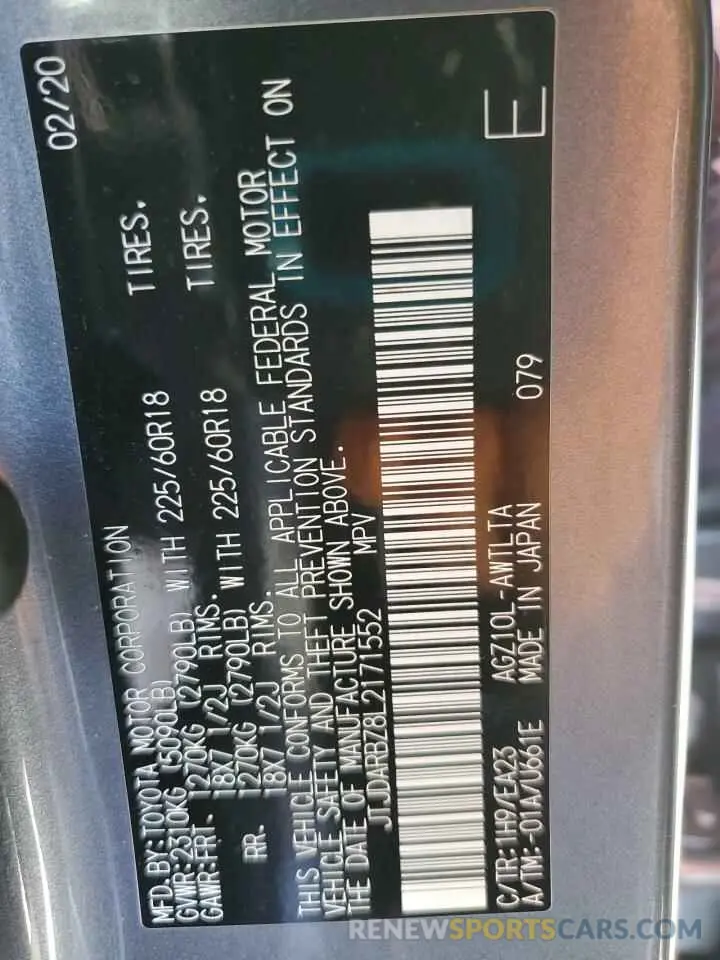 MFD. BY: TOYOTA MOTOR CORPORATION 02/20
GVWR: 2310KG (5090LB)
GAWR: FRT. 1270KG (2790LB) WITH 225/60R18 TIRES.
18X7 1/2J RIMS.
RR. 1270KG (2790LB) WITH 225/60R18 TIRES.
18X7 1/2J RIMS.
THIS VEHICLE CONFORMS TO ALL APPLICABLE FEDERAL MOTOR
VEHICLE SAFETY AND THEFT PREVENTION STANDARDS IN EFFECT ON
THE DATE OF MANUFACTURE SHOWN ABOVE.
JTJDARBZ8L2171552 MPV
C/TR: 1H9/EA23 AGZ10L-AWTLTA E
A/TM: -01A/U661E MADE IN JAPAN 079
RENEWSPORTSCARS.COM